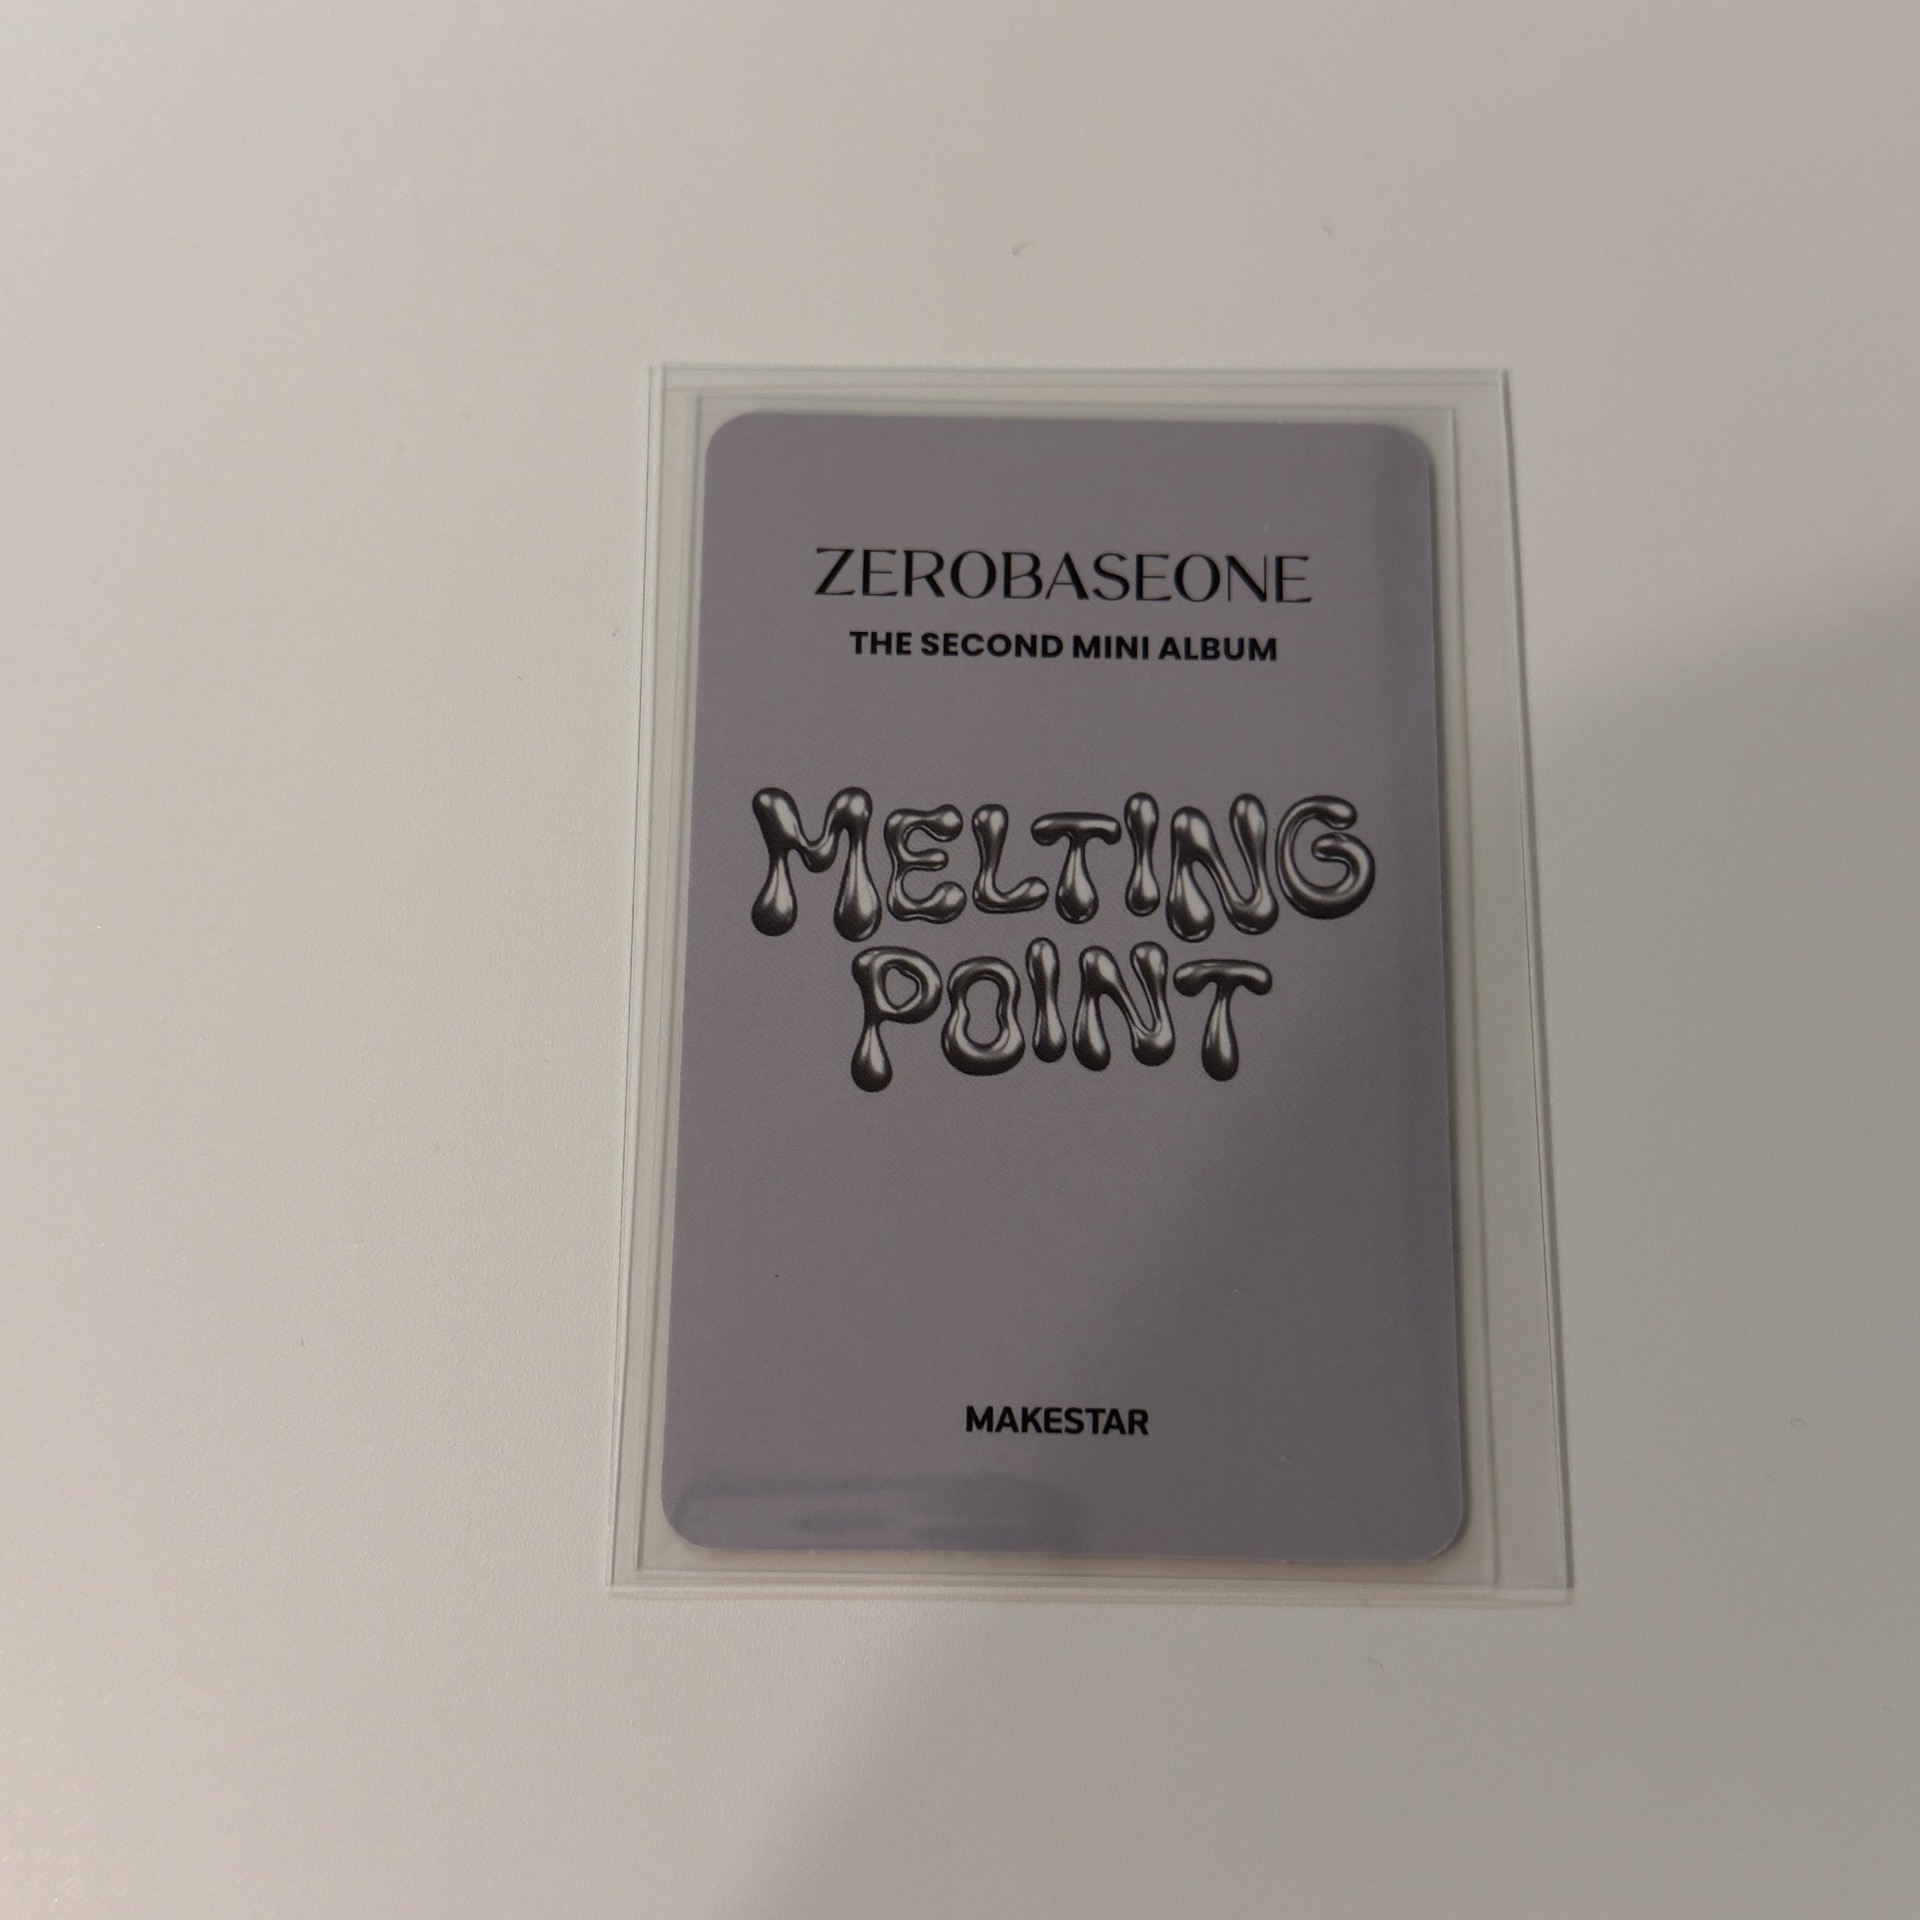 ZEROBASEONE
THE SECOND MINI ALBUM
MELTING
POINT
MAKESTAR